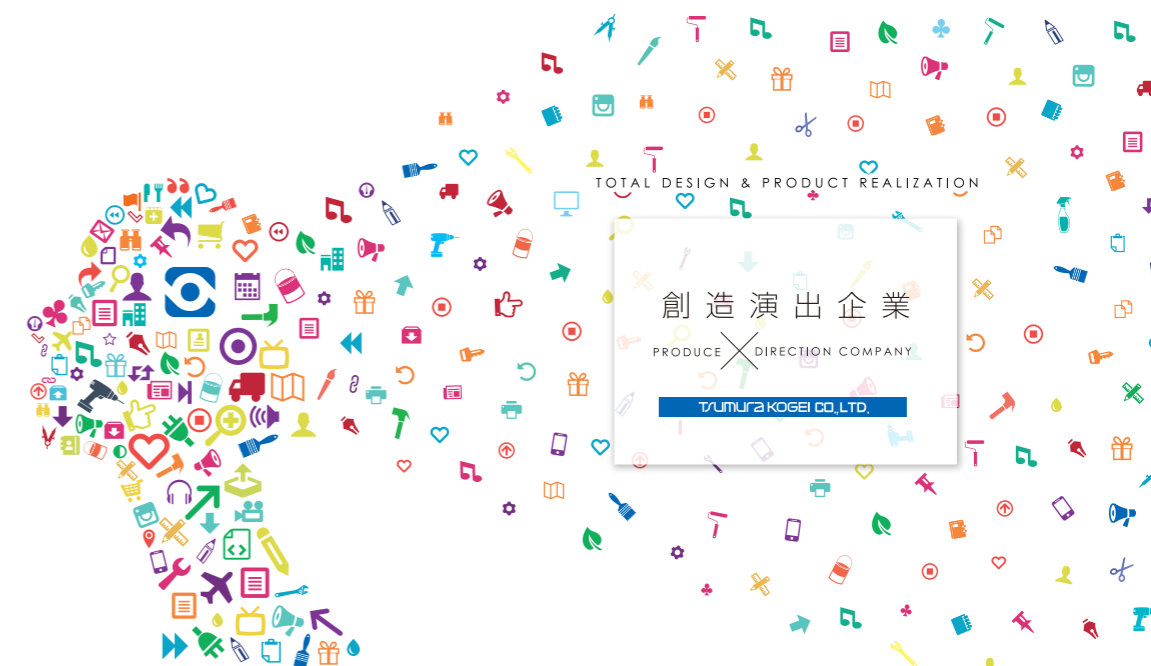 TOTAL DESIGN & PRODUCT REALIZATION
創造演出企業
PRODUCE × DIRECTION COMPANY
TSUMURA KOGEI CO.,LTD.